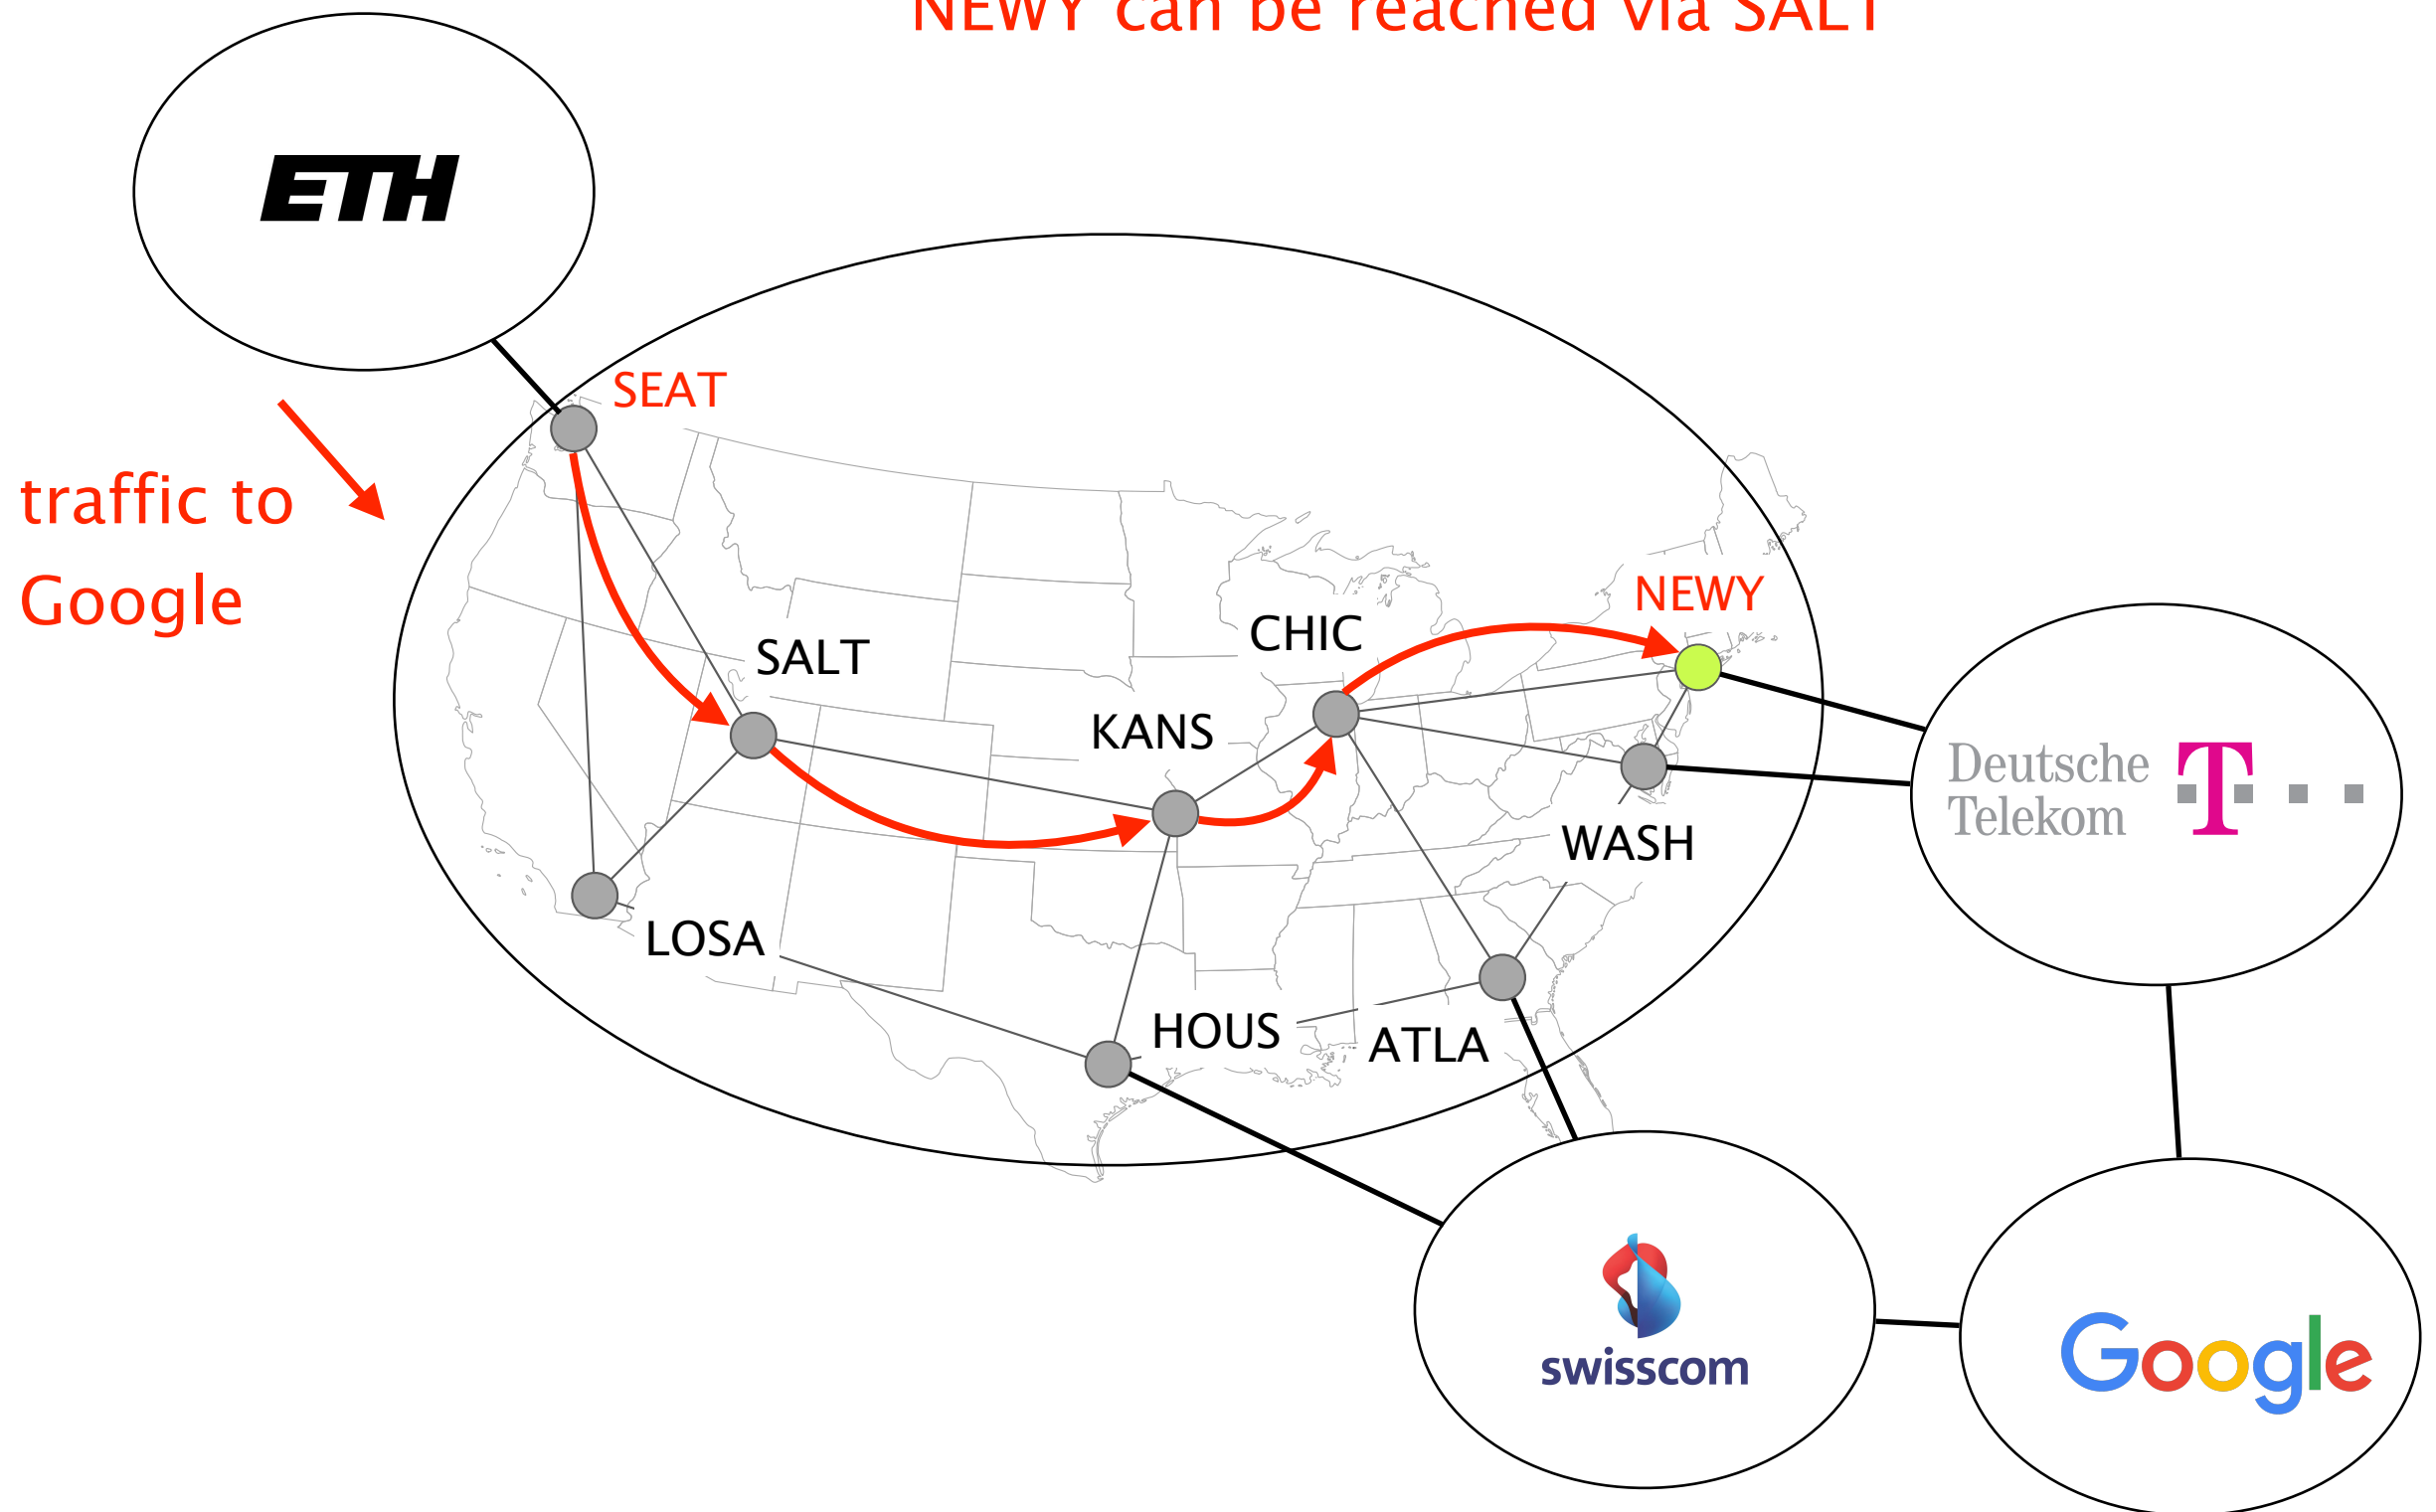 NEWY can be reached via SALT
ETH
SEAT
traffic to
Google
NEWY
CHIC
SALT
KANS
Deutsche
Telekom
T
WASH
LOSA
HOUS
ATLA
swisscom
Google